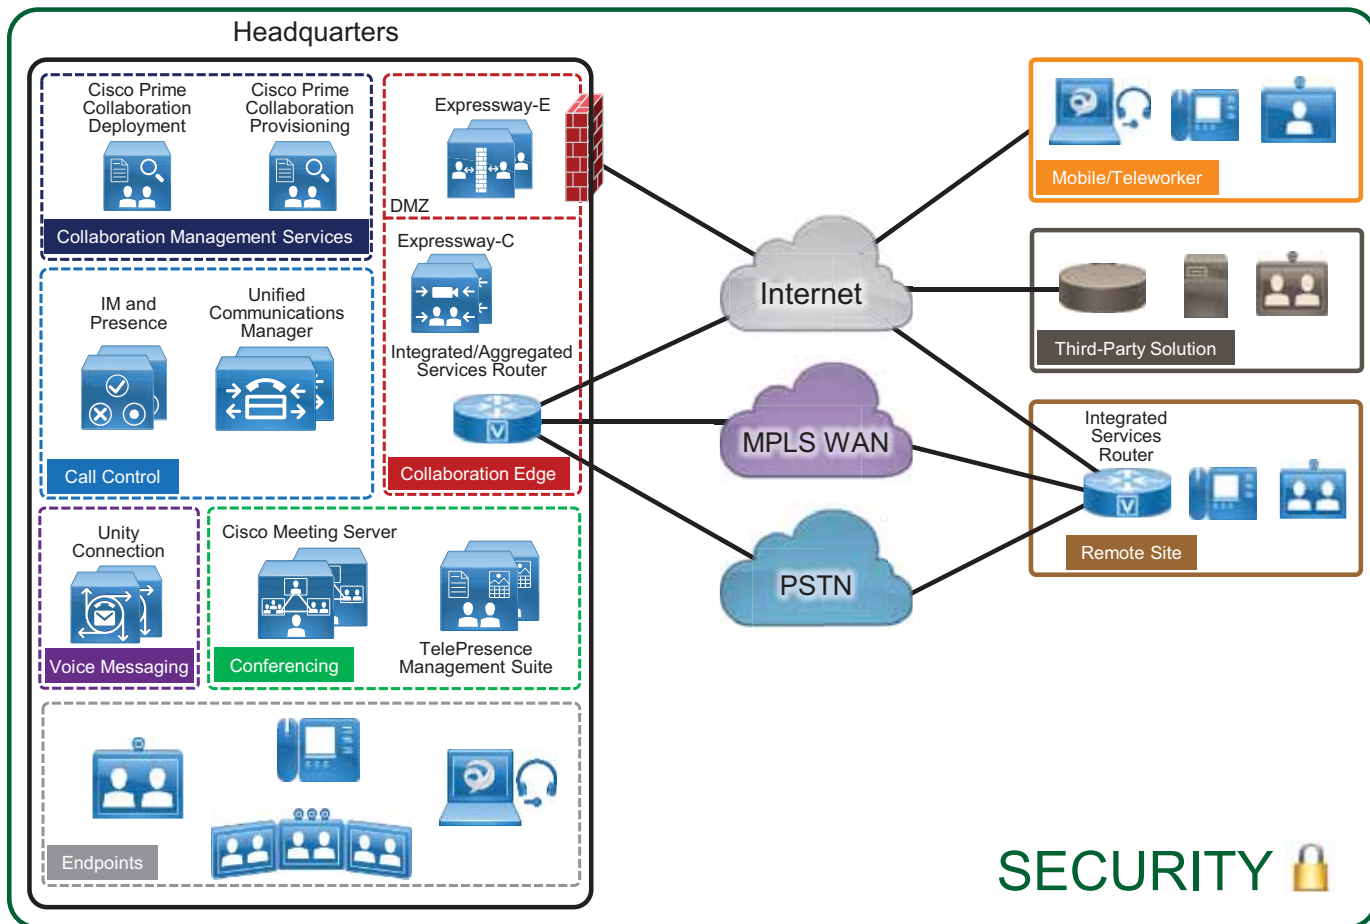 Headquarters
Cisco Prime
Collaboration
Deployment
Cisco Prime
Collaboration
Provisioning
Collaboration Management Services
Expressway-E
DMZ
Expressway-C
Integrated/Aggregated
Services Router
V
Collaboration Edge
IM and
Presence
Unified
Communications
Manager
Call Control
Unity
Connection
Voice Messaging
Cisco Meeting Server
Conferencing
TelePresence
Management Suite
Endpoints
Internet
MPLS WAN
PSTN
Mobile/Teleworker
Third-Party Solution
Integrated
Services
Router
V
Remote Site
SECURITY